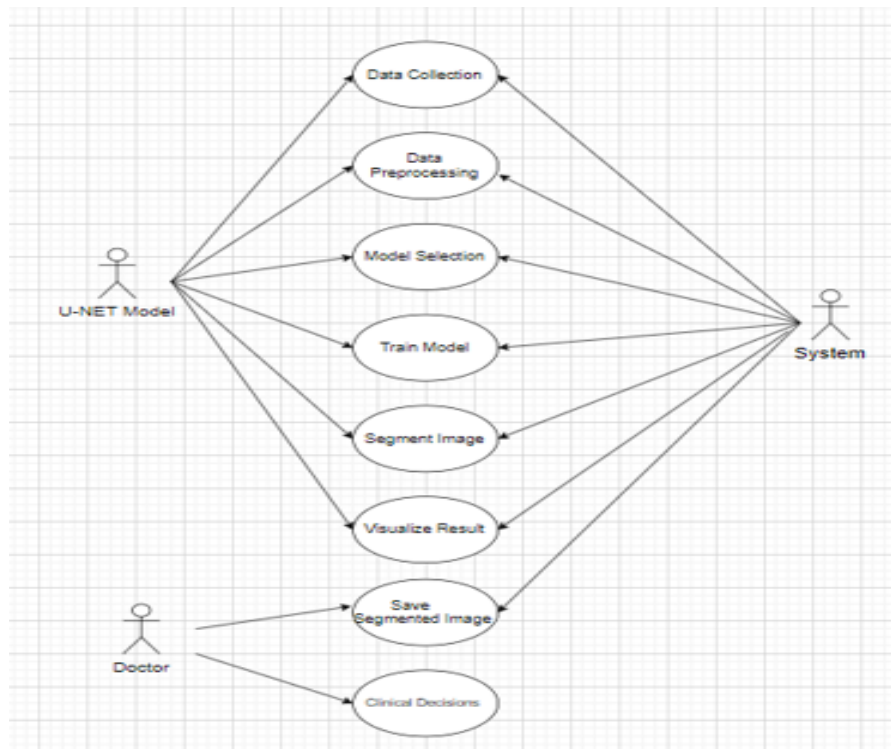 Data Collection
Data
Preprocessing
Model Selection
U-NET Model
Train Model
System
Segment Image
Visualize Result
Save
Segmented Image
Doctor
Clinical Decisions